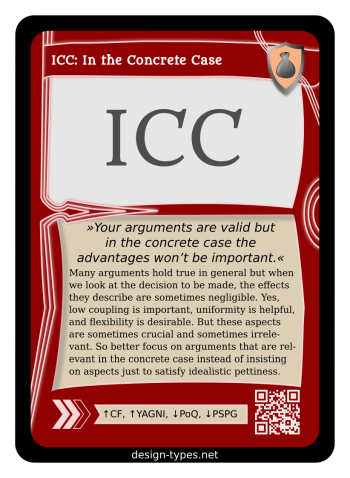 ICC: In the Concrete Case
ICC
»Your arguments are valid but
in the concrete case the
advantages won't be important.«
Many arguments hold true in general but when
we look at the decision to be made, the effects
they describe are sometimes negligible. Yes,
low coupling is important, uniformity is helpful,
and flexibility is desirable. But these aspects
are sometimes crucial and sometimes irrele-
vant. So better focus on arguments that are rel-
evant in the concrete case instead of insisting
on aspects just to satisfy idealistic pettiness.
↑CF, ↑YAGNI, ↓PoQ, ↓PSPG
design-types.net